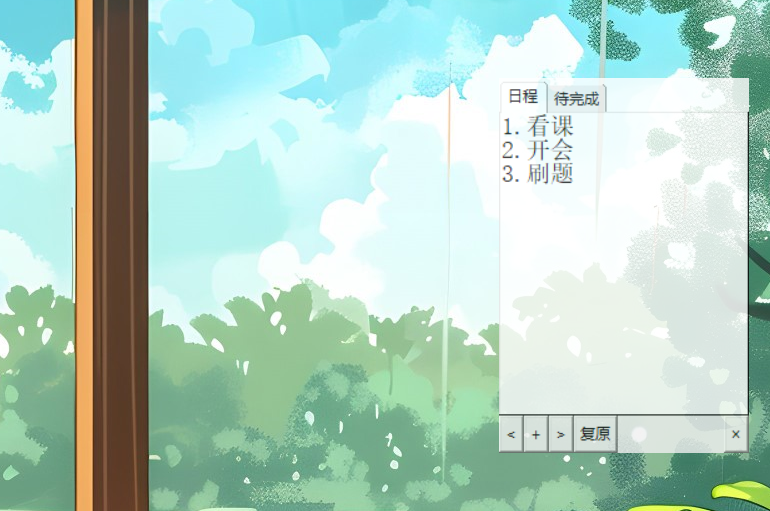 日程 待完成
1. 看课
2. 开会
3. 刷题
< + > 复原 ×